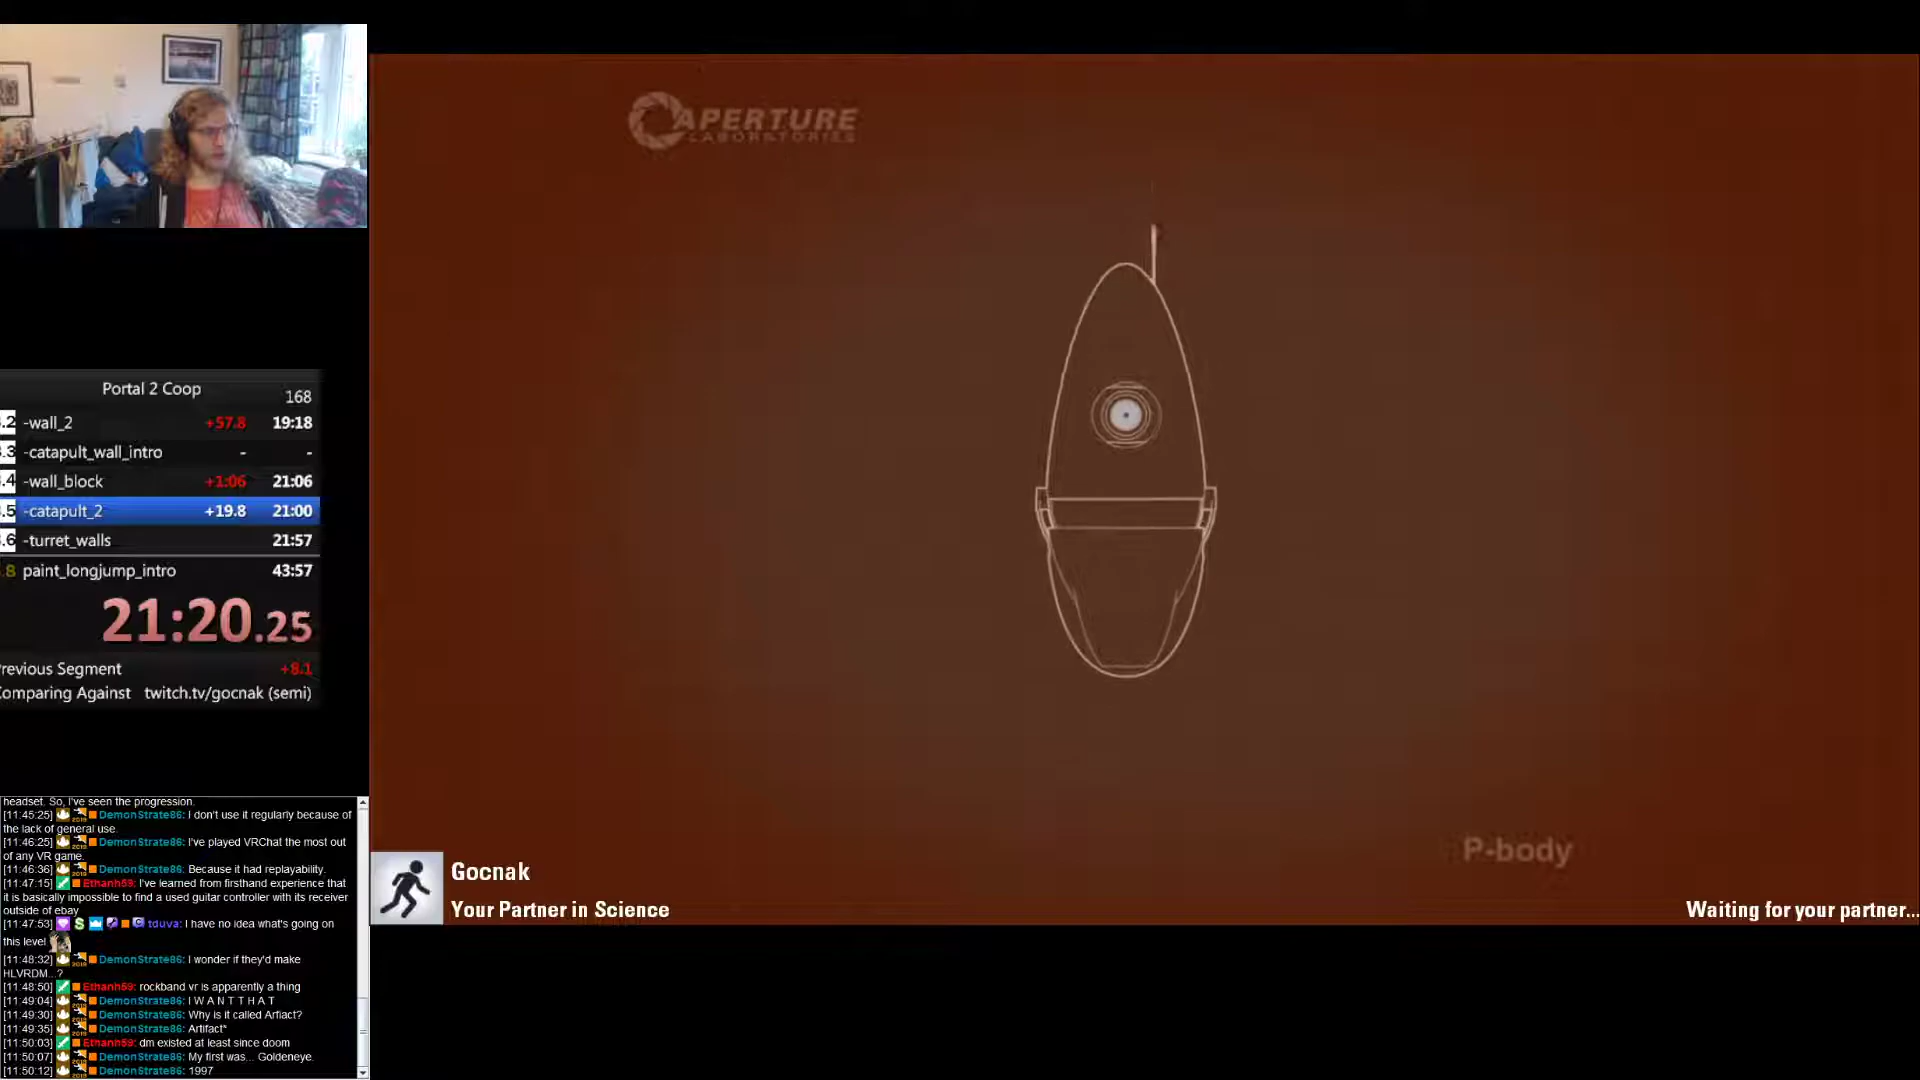 APERTURE
LABORATORIES
Portal 2 Coop
168
.2 -wall_2 +57.8 19:18
.3 -catapult_wall_intro - -
.4 -wall_block +1:06 21:06
.5 -catapult_2 +19.8 21:00
.6 -turret_walls 21:57
.8 paint_longjump_intro 43:57
21:20.25
revious Segment +8.1
omparing Against twitch.tv/gocnak (semi)
headset. So, I've seen the progression.
[11:45:25] DemonStrate86: I don't use it regularly because of
the lack of general use.
[11:46:25] DemonStrate86: I've played VRChat the most out
of any VR game.
[11:46:36] DemonStrate86: Because it had replayability.
[11:47:15] Ethanh59: I've learned from firsthand experience that
it is basically impossible to find a used guitar controller with its receiver
outside of ebay
[11:47:53] tduva: I have no idea what's going on
this level
[11:48:32] DemonStrate86: I wonder if they'd make
HLVRDM...?
[11:48:50] Ethanh59: rockband vr is apparently a thing
[11:49:04] DemonStrate86: I W A N T T H A T
[11:49:30] DemonStrate86: Why is it called Arfiact?
[11:49:35] DemonStrate86: Artifact*
[11:50:03] Ethanh59: dm existed at least since doom
[11:50:07] DemonStrate86: My first was... Goldeneye.
[11:50:12] DemonStrate86: 1997
P-body
Gocnak
Your Partner in Science
Waiting for your partner...